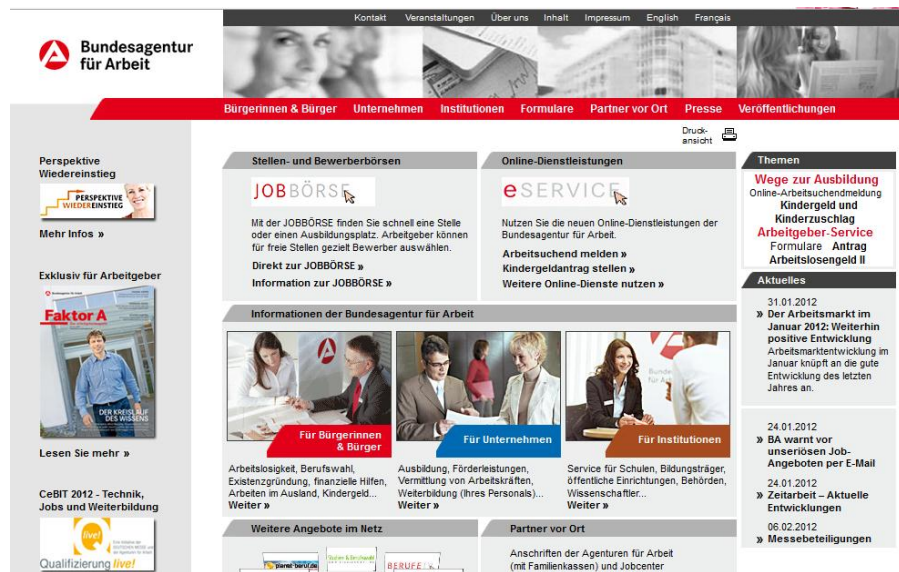 Kontakt Veranstaltungen Über uns Inhalt Impressum English Français
Bundesagentur
für Arbeit
Bürgerinnen & Bürger Unternehmen Institutionen Formulare Partner vor Ort Presse Veröffentlichungen
Druck-
ansicht
Perspektive
Wiedereinstieg
PERSPEKTIVE
WIEDEREINSTIEG
Mehr Infos »
Exklusiv für Arbeitgeber
Faktor A
DER KREISLAUF
DES WISSENS
Lesen Sie mehr »
CeBIT 2012 - Technik,
Jobs und Weiterbildung
live!
Qualifizierung live!
Stellen- und Bewerberbörsen
JOBBÖRSE
Mit der JOBBÖRSE finden Sie schnell eine Stelle
oder einen Ausbildungsplatz. Arbeitgeber können
für freie Stellen gezielt Bewerber auswählen.
Direkt zur JOBBÖRSE »
Information zur JOBBÖRSE »
Online-Dienstleistungen
eSERVICE
Nutzen Sie die neuen Online-Dienstleistungen der
Bundesagentur für Arbeit.
Arbeitsuchend melden »
Kindergeldantrag stellen »
Weitere Online-Dienste nutzen »
Informationen der Bundesagentur für Arbeit
Für Bürgerinnen
& Bürger
Arbeitslosigkeit, Berufswahl,
Existenzgründung, finanzielle Hilfen,
Arbeiten im Ausland, Kindergeld...
Weiter »
Für Unternehmen
Ausbildung, Förderleistungen,
Vermittlung von Arbeitskräften,
Weiterbildung (Ihres Personals)...
Weiter »
Für Institutionen
Service für Schulen, Bildungsträger,
öffentliche Einrichtungen, Behörden,
Wissenschaftler...
Weiter »
Weitere Angebote im Netz
planet-beruf.de
BERUFE
Partner vor Ort
Anschriften der Agenturen für Arbeit
(mit Familienkassen) und Jobcenter
Themen
Wege zur Ausbildung
Online-Arbeitsuchendmeldung
Kindergeld und
Kinderzuschlag
Arbeitgeber-Service
Formulare Antrag
Arbeitslosengeld II
Aktuelles
31.01.2012
» Der Arbeitsmarkt im
Januar 2012: Weiterhin
positive Entwicklung
Arbeitsmarktentwicklung im
Januar knüpft an die gute
Entwicklung des letzten
Jahres an.
24.01.2012
» BA warnt vor
unseriösen Job-
Angeboten per E-Mail
24.01.2012
» Zeitarbeit – Aktuelle
Entwicklungen
06.02.2012
» Messebeteiligungen